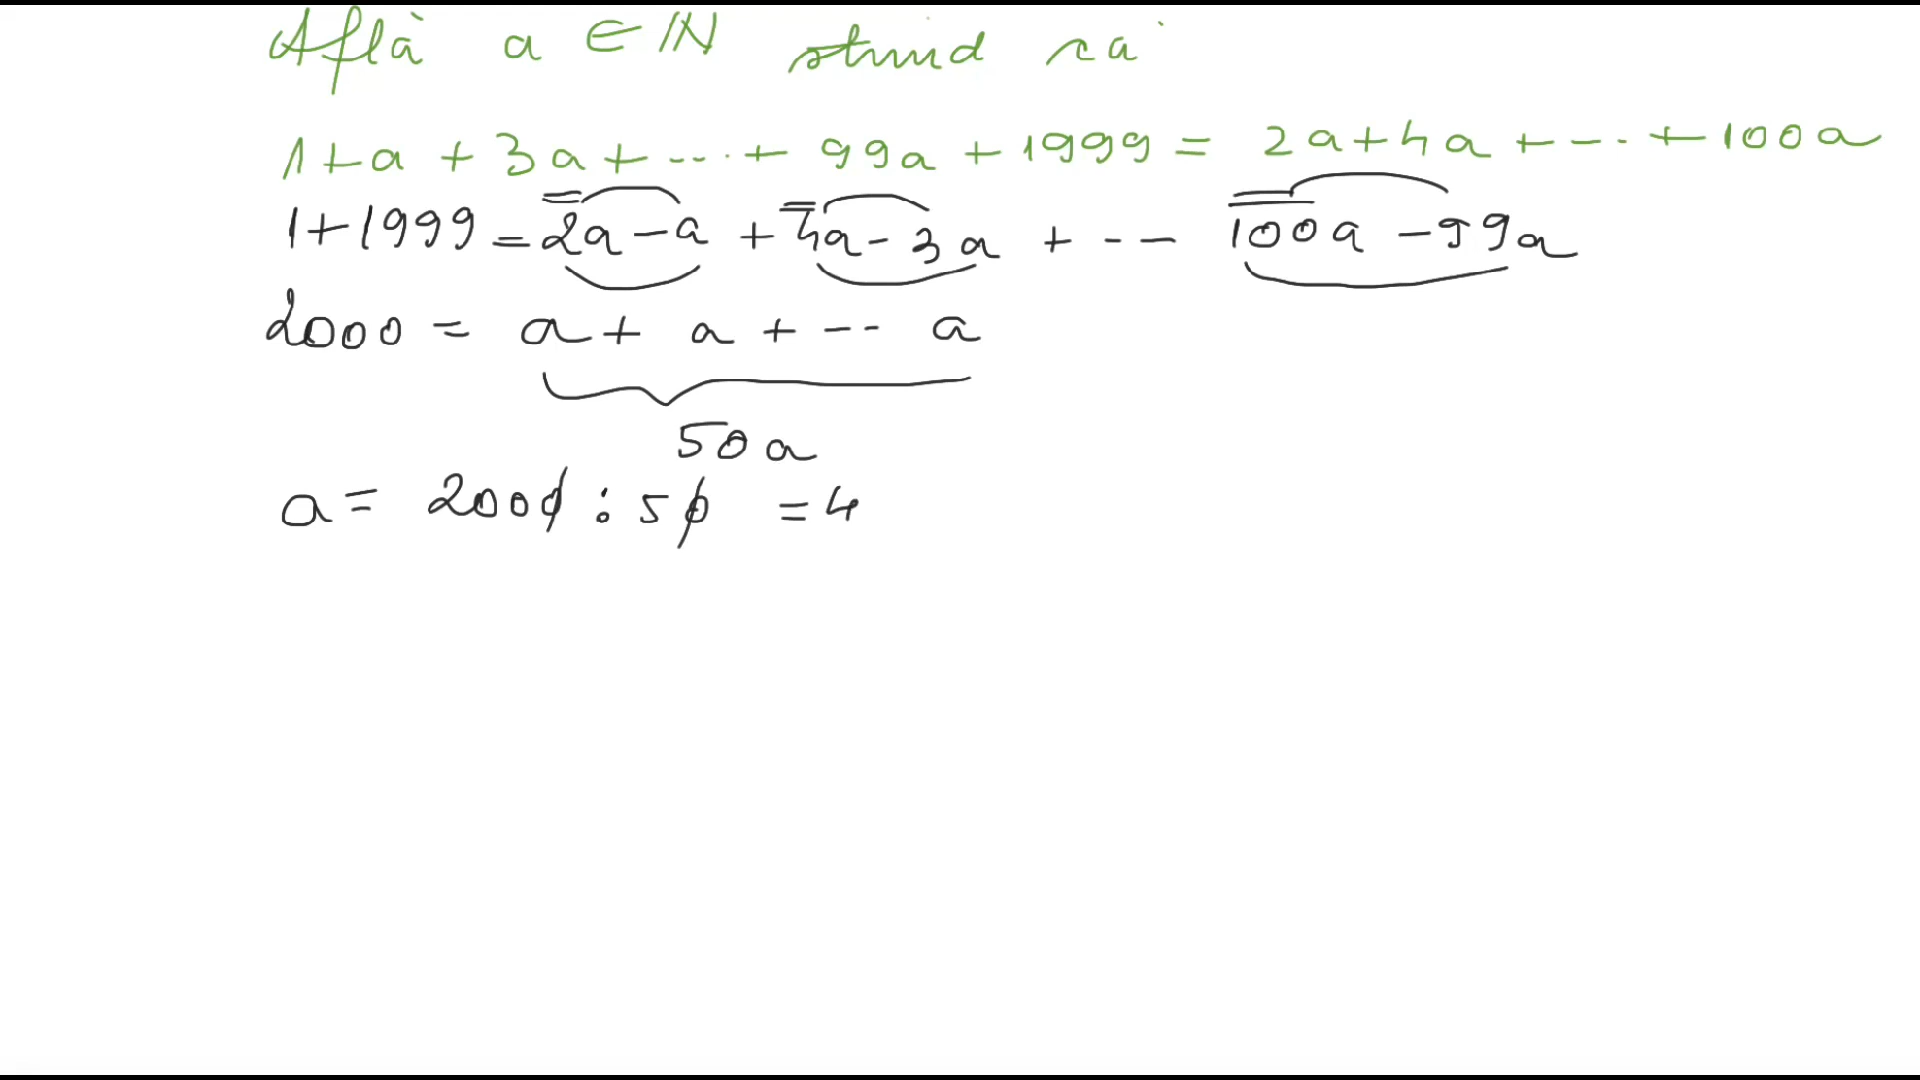 Află a ∈ ℕ știind că
1+a + 3a + ... + 99a + 1999 = 2a+4a + --- + 100a
1+1999 = 2a-a + 4a-3a + --- 100a - 99a
2000 = a + a + -- a
50a
a = 2000 : 50 = 4